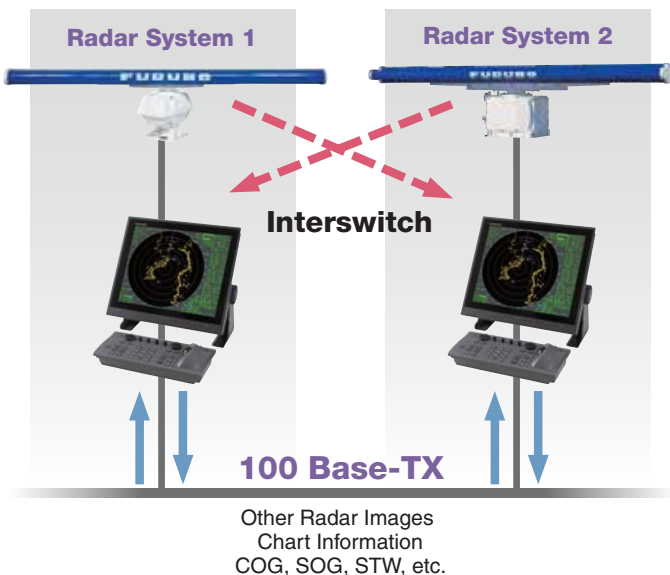 Radar System 1
Radar System 2
FURUNO
FURUNO
Interswitch
100 Base-TX
Other Radar Images
Chart Information
COG, SOG, STW, etc.